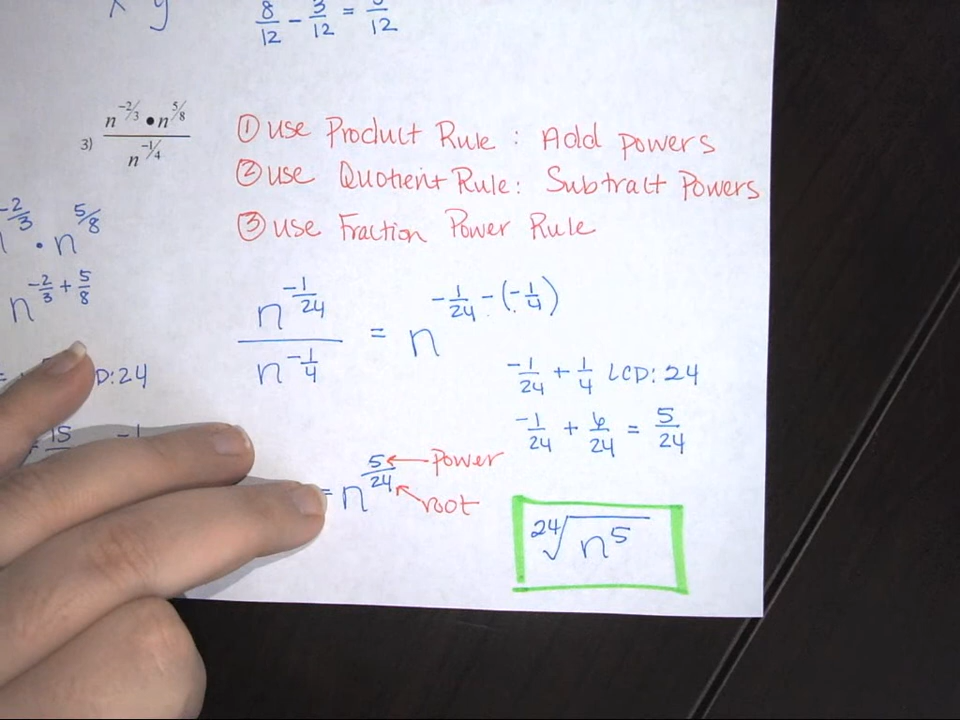 x y
8/12 - 3/12 = 5/12
3) n^(-2/3) • n^(5/8) / n^(-1/4)
① use Product Rule : Add powers
② use Quotient Rule: Subtract Powers
③ use Fraction Power Rule
n^(-2/3) • n^(5/8)
n^(-2/3 + 5/8)
n^(-1/24) / n^(-1/4) = n^(-1/24 - (-1/4))
D:24
-1/24 + 1/4 LCD: 24
= 15 -1
-1/24 + 6/24 = 5/24
= n^(5/24) ← power
← root
²⁴√n⁵